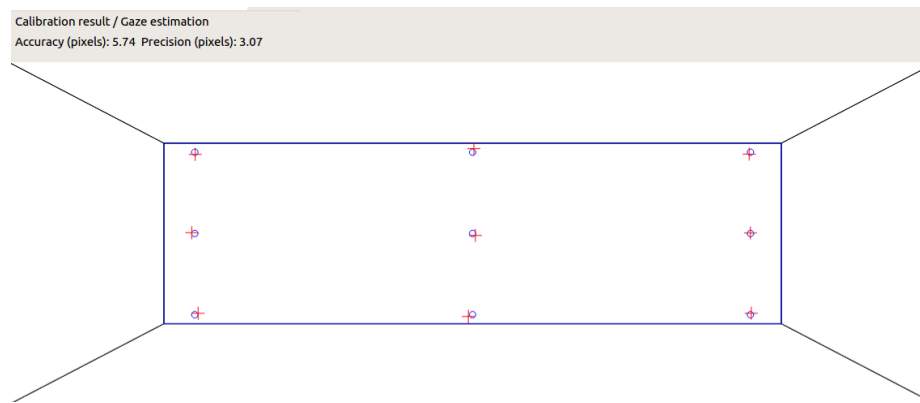 Calibration result / Gaze estimation
Accuracy (pixels): 5.74 Precision (pixels): 3.07